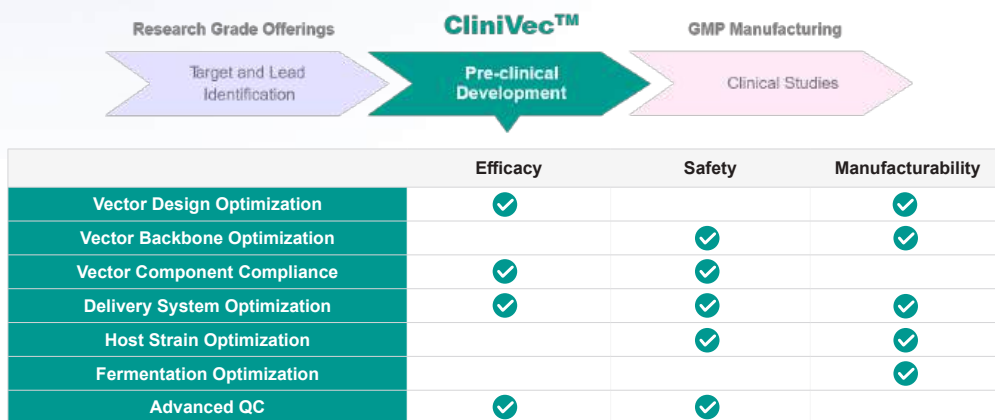 Research Grade Offerings
CliniVec™
GMP Manufacturing
Target and Lead
Identification
Pre-clinical
Development
Clinical Studies
Efficacy
Safety
Manufacturability
Vector Design Optimization
Vector Backbone Optimization
Vector Component Compliance
Delivery System Optimization
Host Strain Optimization
Fermentation Optimization
Advanced QC